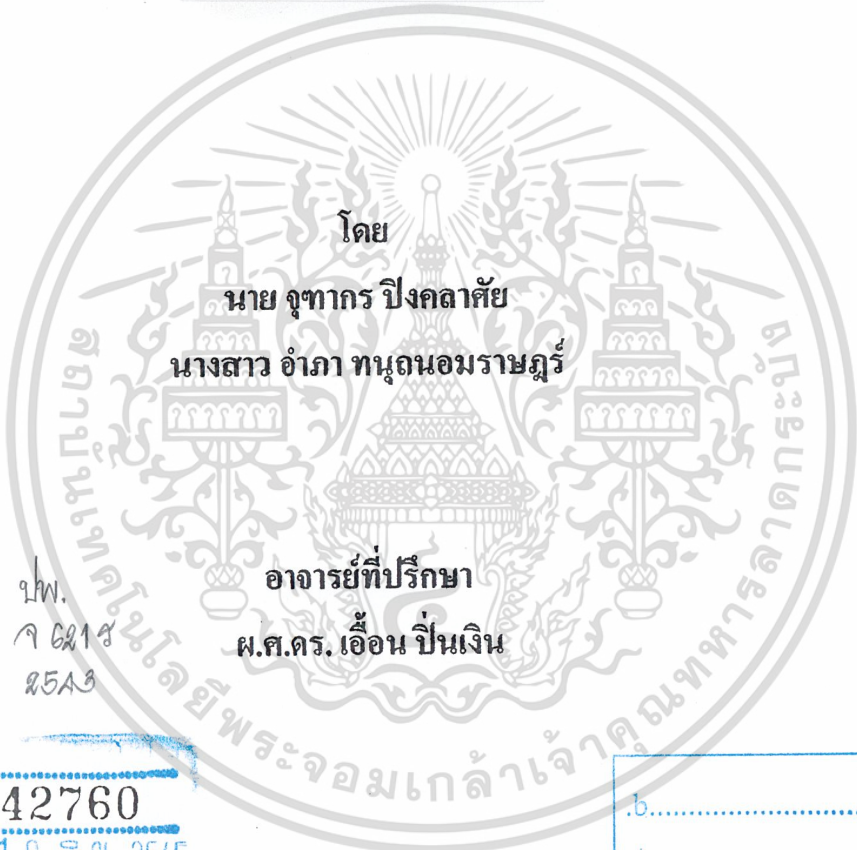 โดย
นาย จุฑากร ปิงคลาศัย
นางสาว อำภา ทนุถนอมราษฎร์
อาจารย์ที่ปรึกษา
ผ.ศ.ดร. เอื้อน ปิ่นเงิน
สถาบันเทคโนโลยีพระจอมเกล้าเจ้าคุณทหารลาดกระบัง
ปพ.
2543
42760
.b